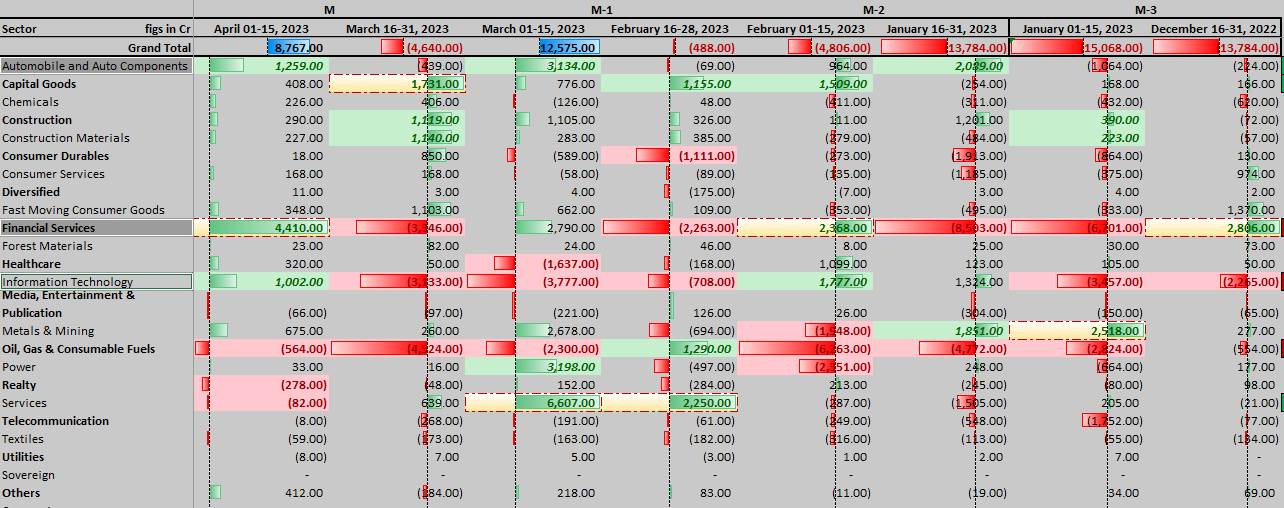 M M-1 M-2 M-3
Sector figs in Cr April 01-15, 2023 March 16-31, 2023 March 01-15, 2023 February 16-28, 2023 February 01-15, 2023 January 16-31, 2023 January 01-15, 2023 December 16-31, 2022
Grand Total 8,767.00 (4,640.00) 12,575.00 (488.00) (4,806.00) (13,784.00) (15,068.00) (13,784.00)
Automobile and Auto Components 1,259.00 (439.00) 3,134.00 (69.00) 964.00 2,089.00 (1,064.00) (224.00)
Capital Goods 408.00 1,731.00 776.00 1,155.00 1,509.00 (254.00) 168.00 166.00
Chemicals 226.00 406.00 (126.00) 48.00 (411.00) (311.00) (432.00) (620.00)
Construction 290.00 1,119.00 1,105.00 326.00 111.00 1,201.00 390.00 (72.00)
Construction Materials 227.00 1,140.00 283.00 385.00 (279.00) (484.00) 223.00 (57.00)
Consumer Durables 18.00 850.00 (589.00) (1,111.00) (273.00) (1,913.00) (864.00) 130.00
Consumer Services 168.00 168.00 (58.00) (89.00) (135.00) (1,185.00) (375.00) 974.00
Diversified 11.00 3.00 4.00 (175.00) (7.00) 3.00 4.00 2.00
Fast Moving Consumer Goods 348.00 1,103.00 662.00 109.00 (353.00) (495.00) (333.00) 1,370.00
Financial Services 4,410.00 (3,346.00) 2,790.00 (2,263.00) 2,368.00 (8,503.00) (6,701.00) 2,806.00
Forest Materials 23.00 82.00 24.00 46.00 8.00 25.00 30.00 73.00
Healthcare 320.00 50.00 (1,637.00) (168.00) 1,099.00 123.00 105.00 50.00
Information Technology 1,002.00 (3,133.00) (3,777.00) (708.00) 1,777.00 1,324.00 (3,457.00) (2,265.00)
Media, Entertainment &
Publication (66.00) (97.00) (221.00) 126.00 26.00 (304.00) (150.00) (65.00)
Metals & Mining 675.00 260.00 2,678.00 (694.00) (1,948.00) 1,851.00 2,518.00 277.00
Oil, Gas & Consumable Fuels (564.00) (4,524.00) (2,300.00) 1,290.00 (6,263.00) (4,772.00) (2,824.00) (564.00)
Power 33.00 16.00 3,198.00 (497.00) (2,351.00) 248.00 (664.00) 177.00
Realty (278.00) (48.00) 152.00 (284.00) 213.00 (245.00) (80.00) 98.00
Services (82.00) 639.00 6,607.00 2,250.00 (287.00) (1,505.00) 205.00 (21.00)
Telecommunication (8.00) (268.00) (191.00) (61.00) (249.00) (548.00) (1,752.00) (77.00)
Textiles (59.00) (173.00) (163.00) (182.00) (316.00) (113.00) (55.00) (134.00)
Utilities (8.00) 7.00 5.00 (3.00) 1.00 2.00 7.00 -
Sovereign - - - - - - - -
Others 412.00 (184.00) 218.00 83.00 (11.00) (19.00) 34.00 69.00